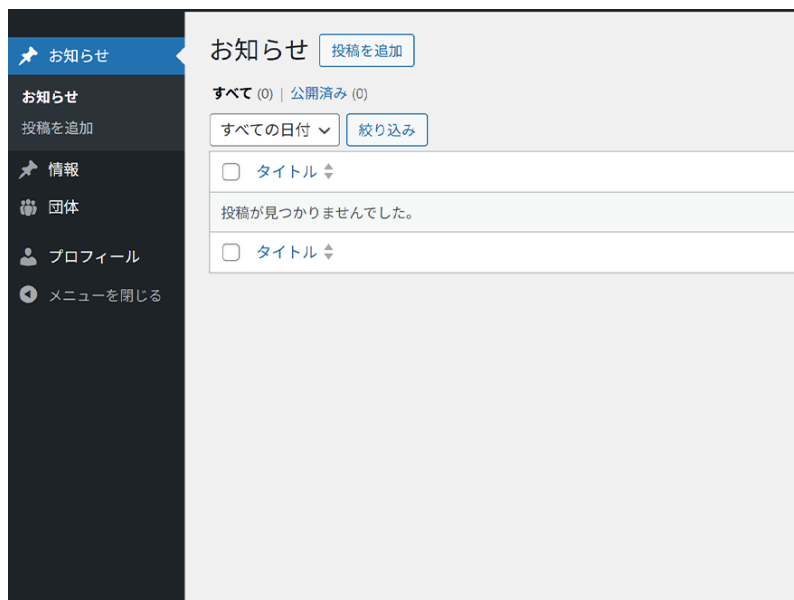 お知らせ
お知らせ
投稿を追加
情報
団体
プロフィール
メニューを閉じる
お知らせ 投稿を追加
すべて (0) | 公開済み (0)
すべての日付 絞り込み
タイトル
投稿が見つかりませんでした。
タイトル